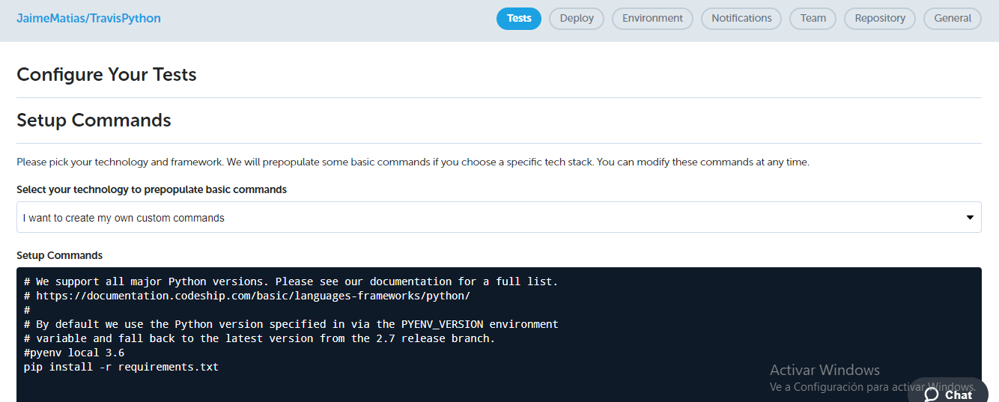 JaimeMatias/TravisPython
Tests
Deploy
Environment
Notifications
Team
Repository
General
Configure Your Tests
Setup Commands
Please pick your technology and framework. We will prepopulate some basic commands if you choose a specific tech stack. You can modify these commands at any time.
Select your technology to prepopulate basic commands
I want to create my own custom commands
Setup Commands
# We support all major Python versions. Please see our documentation for a full list.
# https://documentation.codeship.com/basic/languages-frameworks/python/
#
# By default we use the Python version specified in via the PYENV_VERSION environment
# variable and fall back to the latest version from the 2.7 release branch.
#pyenv local 3.6
pip install -r requirements.txt
Activar Windows
Ve a Configuración para activar Windows.
Chat